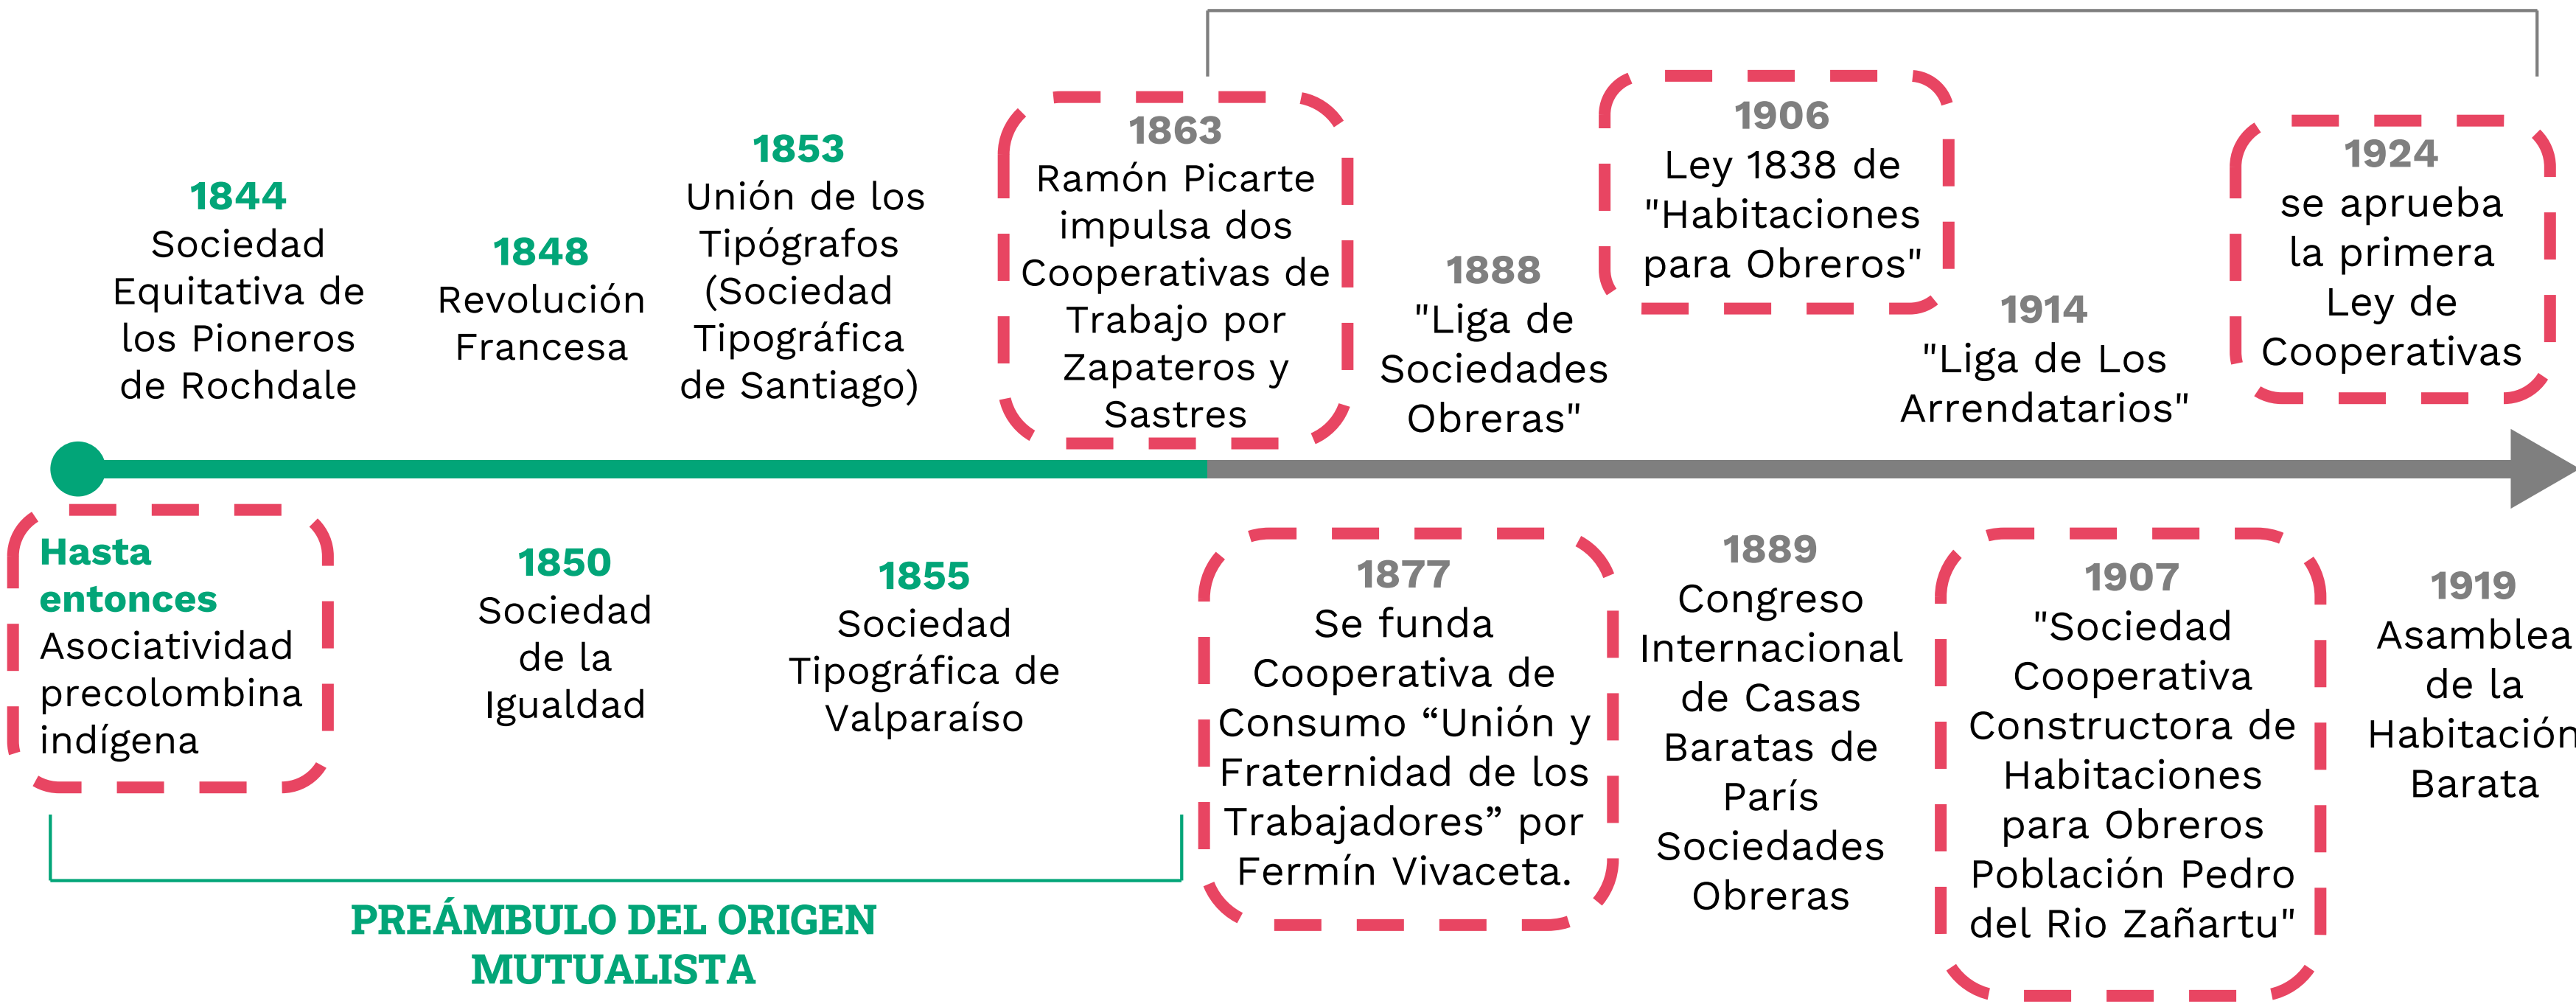 1844
Sociedad
Equitativa de
los Pioneros
de Rochdale
1848
Revolución
Francesa
1853
Unión de los
Tipógrafos
(Sociedad
Tipográfica
de Santiago)
1863
Ramón Picarte
impulsa dos
Cooperativas de
Trabajo por
Zapateros y
Sastres
1888
"Liga de
Sociedades
Obreras"
1906
Ley 1838 de
"Habitaciones
para Obreros"
1914
"Liga de Los
Arrendatarios"
1924
se aprueba
la primera
Ley de
Cooperativas
Hasta
entonces
Asociatividad
precolombina
indígena
1850
Sociedad
de la
Igualdad
1855
Sociedad
Tipográfica de
Valparaíso
1877
Se funda
Cooperativa de
Consumo “Unión y
Fraternidad de los
Trabajadores” por
Fermín Vivaceta.
1889
Congreso
Internacional
de Casas
Baratas de
París
Sociedades
Obreras
1907
"Sociedad
Cooperativa
Constructora de
Habitaciones
para Obreros
Población Pedro
del Rio Zañartu"
1919
Asamblea
de la
Habitación
Barata
PREÁMBULO DEL ORIGEN
MUTUALISTA